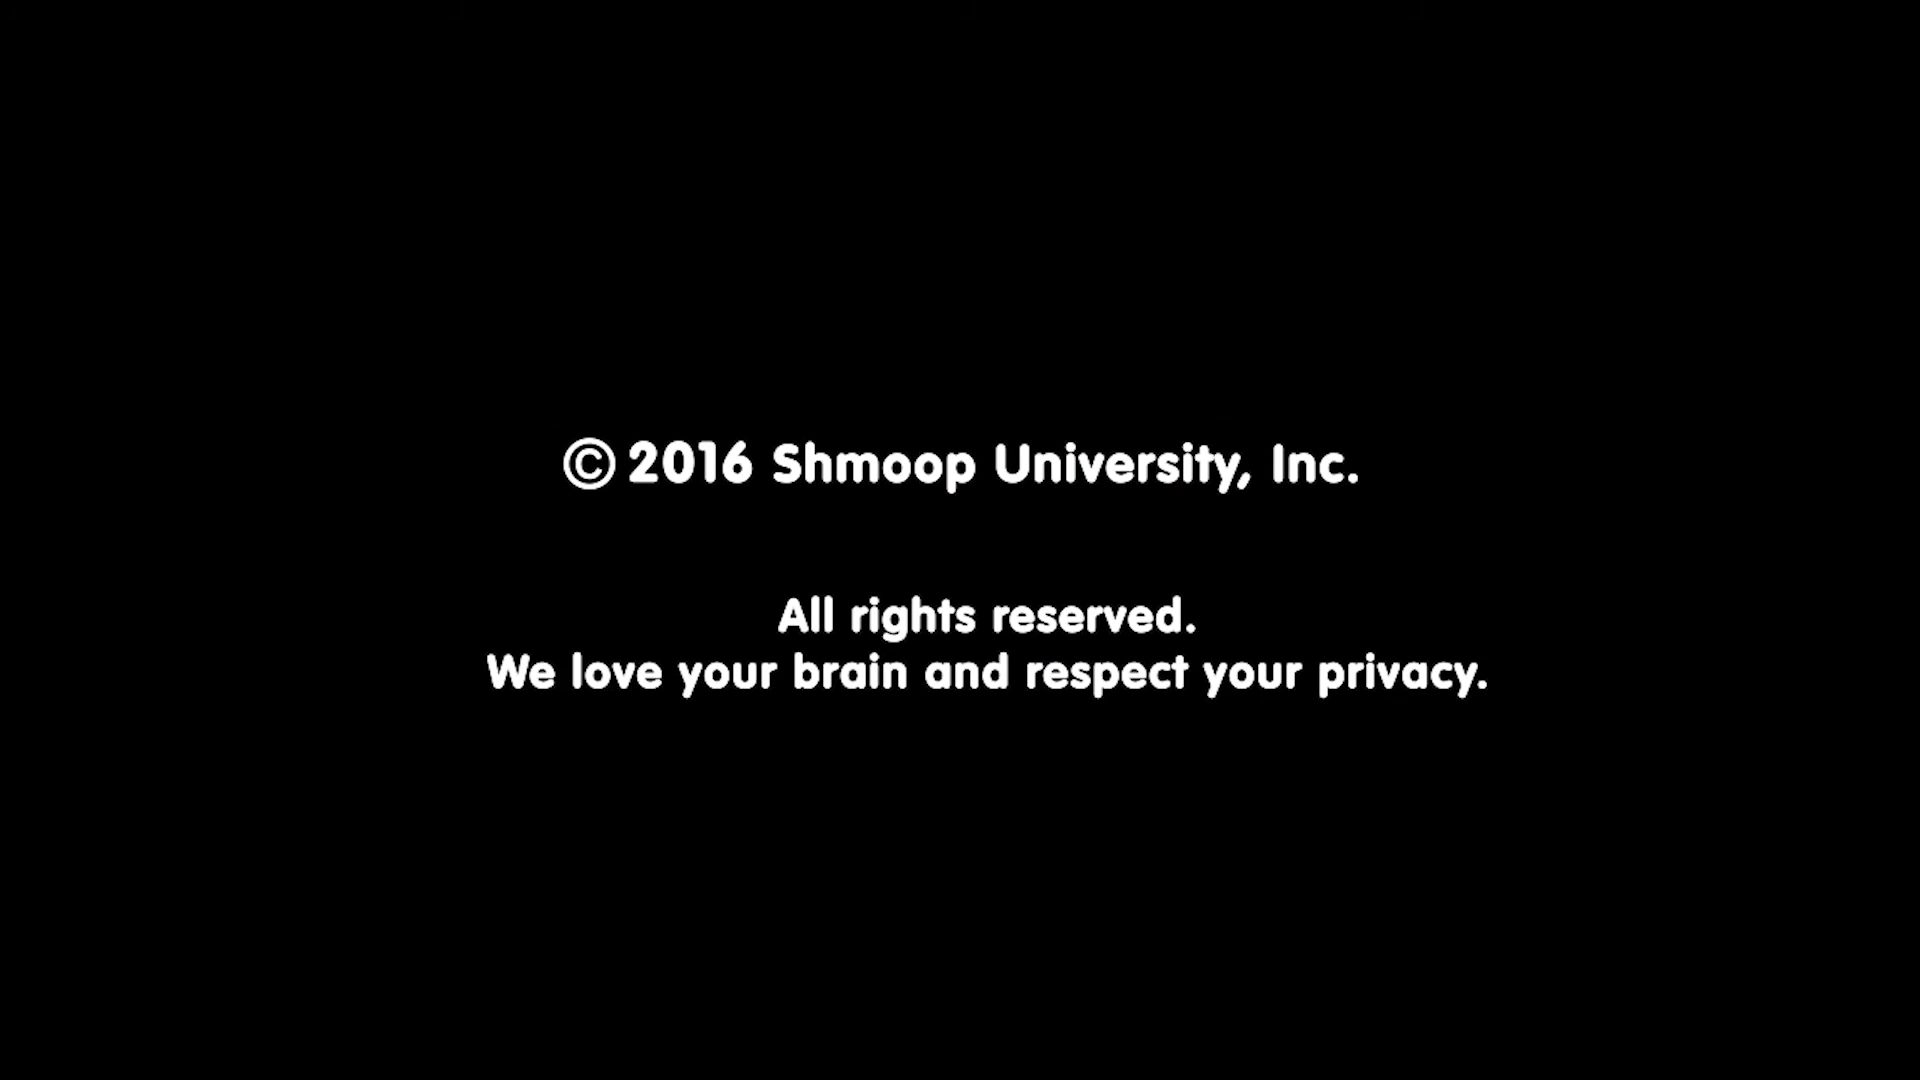 © 2016 Shmoop University, Inc.
All rights reserved.
We love your brain and respect your privacy.